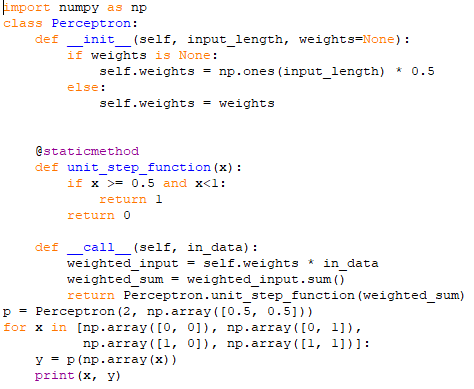 import numpy as np
class Perceptron:
    def __init__(self, input_length, weights=None):
        if weights is None:
            self.weights = np.ones(input_length) * 0.5
        else:
            self.weights = weights


    @staticmethod
    def unit_step_function(x):
        if x >= 0.5 and x<1:
            return 1
        return 0

    def __call__(self, in_data):
        weighted_input = self.weights * in_data
        weighted_sum = weighted_input.sum()
        return Perceptron.unit_step_function(weighted_sum)
p = Perceptron(2, np.array([0.5, 0.5]))
for x in [np.array([0, 0]), np.array([0, 1]),
          np.array([1, 0]), np.array([1, 1])]:
    y = p(np.array(x))
    print(x, y)